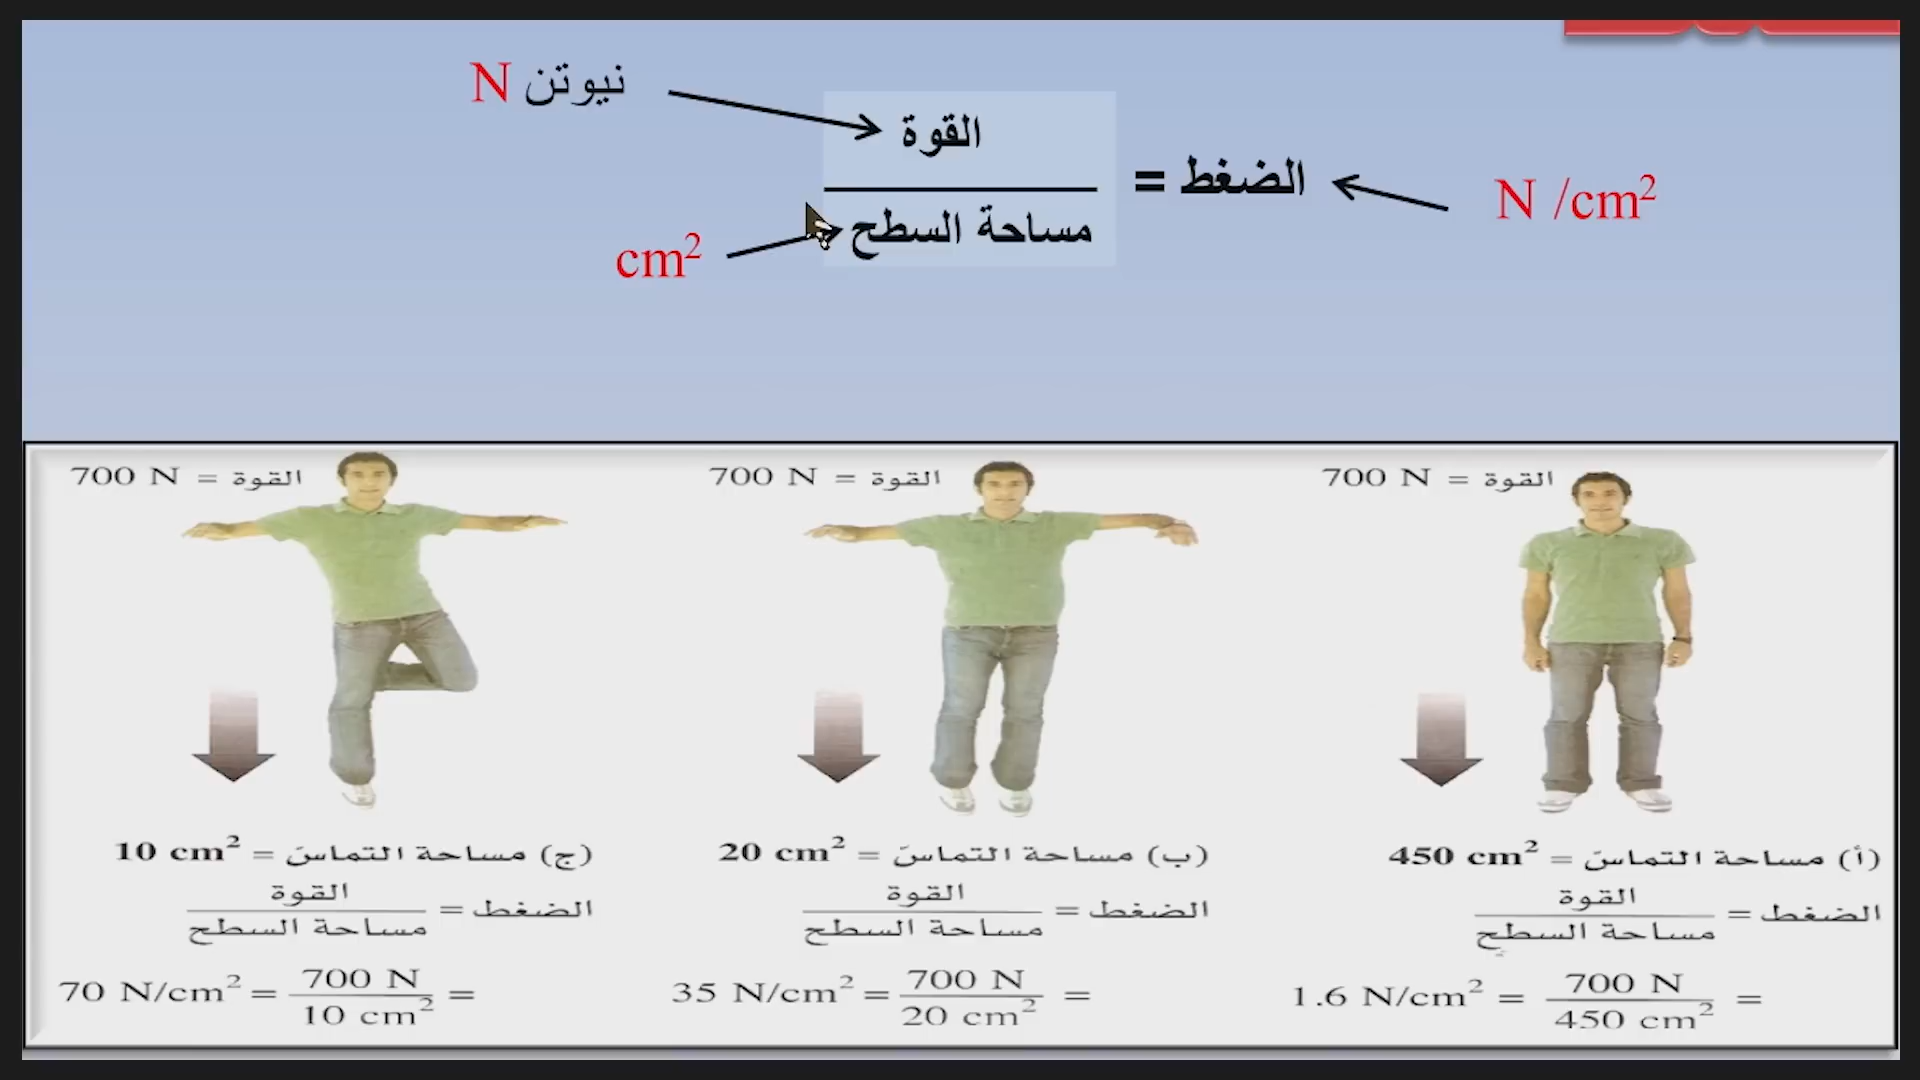 نيوتن N
القوة
الضغط =
N /cm²
مساحة السطح
cm²
القوة = 700 N
(أ) مساحة التماسّ = 450 cm²
الضغط = القوة
مساحة السطح
= 700 N
450 cm²
= 1.6 N/cm²
القوة = 700 N
(ب) مساحة التماسّ = 20 cm²
الضغط = القوة
مساحة السطح
= 700 N
20 cm²
= 35 N/cm²
القوة = 700 N
(ج) مساحة التماسّ = 10 cm²
الضغط = القوة
مساحة السطح
= 700 N
10 cm²
= 70 N/cm²